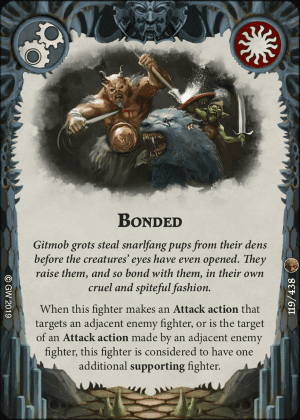 BONDED
Gitmob grots steal snarlfang pups from their dens
before the creatures' eyes have even opened. They
raise them, and so bond with them, in their own
cruel and spiteful fashion.
When this fighter makes an Attack action that
targets an adjacent enemy fighter, or is the target
of an Attack action made by an adjacent enemy
fighter, this fighter is considered to have one
additional supporting fighter.
© GW 2019
119/438